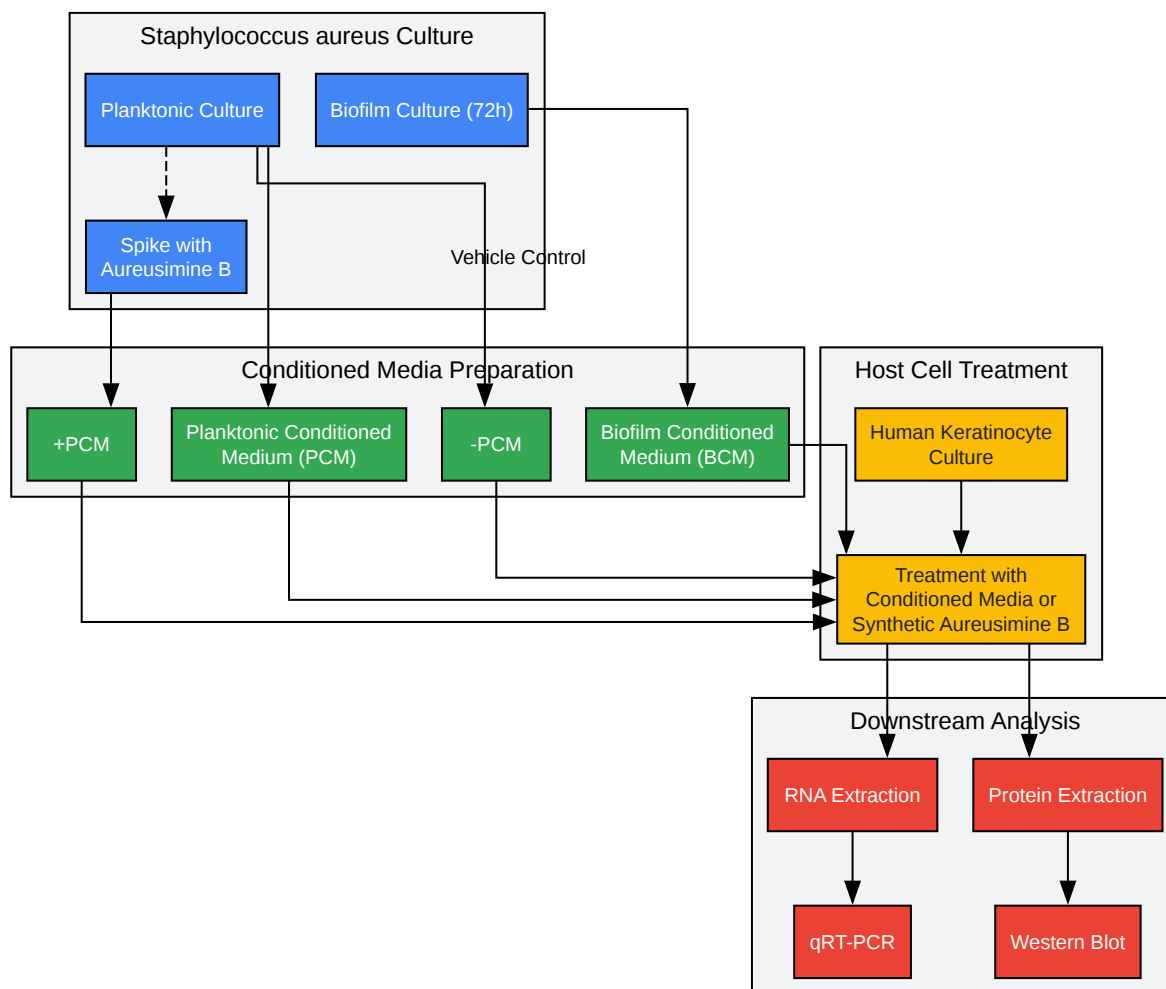 Staphylococcus aureus Culture
Planktonic Culture
Biofilm Culture (72h)
Spike with
Aureusimine B
Vehicle Control
Conditioned Media Preparation
+PCM
Planktonic Conditioned
Medium (PCM)
-PCM
Biofilm Conditioned
Medium (BCM)
Host Cell Treatment
Human Keratinocyte
Culture
Treatment with
Conditioned Media or
Synthetic Aureusimine B
Downstream Analysis
RNA Extraction
Protein Extraction
qRT-PCR
Western Blot